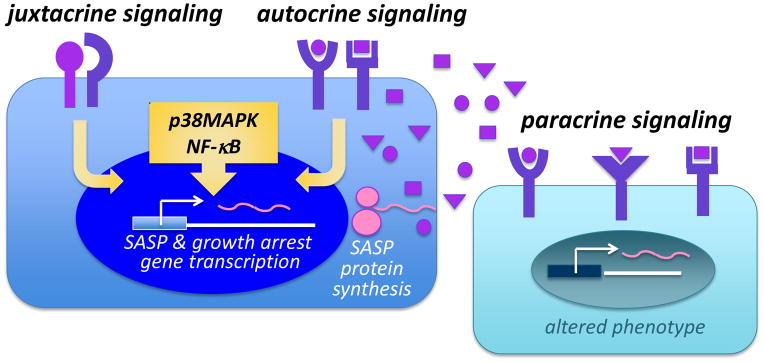 juxtacrine signaling
autocrine signaling
p38MAPK
NF-κB
paracrine signaling
SASP & growth arrest
gene transcription
SASP
protein
synthesis
altered phenotype